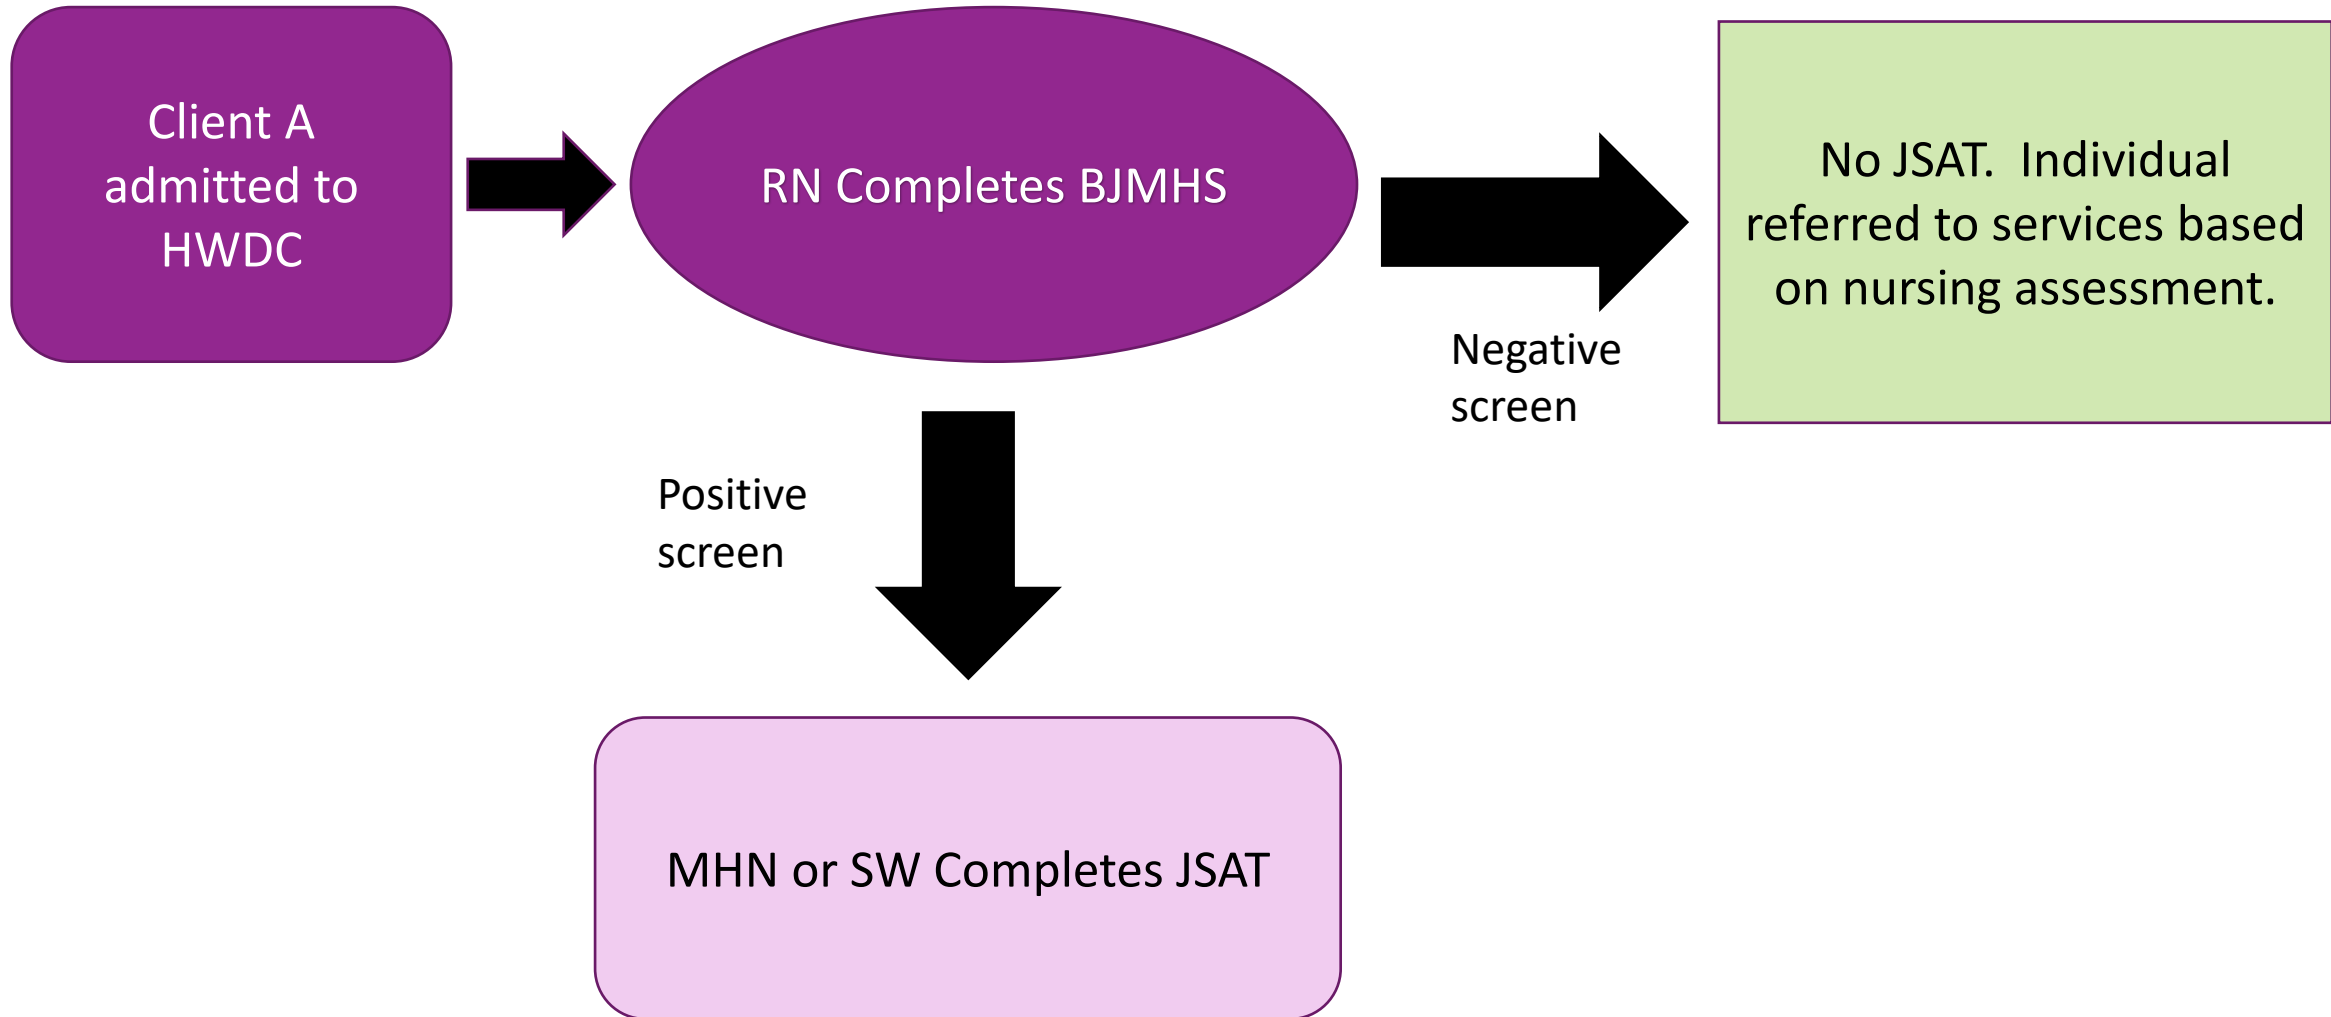 Client A
admitted to
HWDC
RN Completes BJMHS
No JSAT.  Individual
referred to services based
on nursing assessment.
Negative
screen
Positive
screen
MHN or SW Completes JSAT